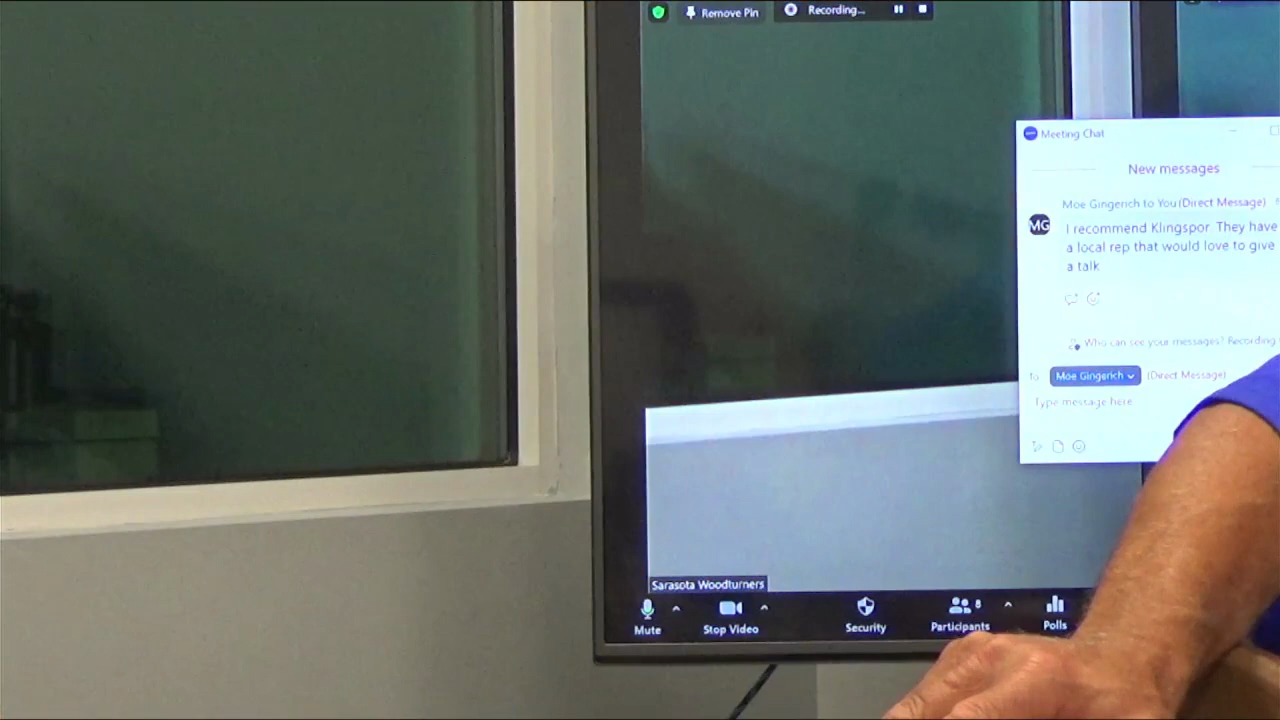 Remove Pin
Recording...
Meeting Chat
New messages
Moe Gingerich to You(Direct Message)
MG
I recommend Klingspor. They have
a local rep that would love to give
a talk
Who can see your messages? Recording
To:
Moe Gingerich
(Direct Message)
Type message here
Sarasota Woodturners
Mute
Stop Video
Security
8
Participants
Polls